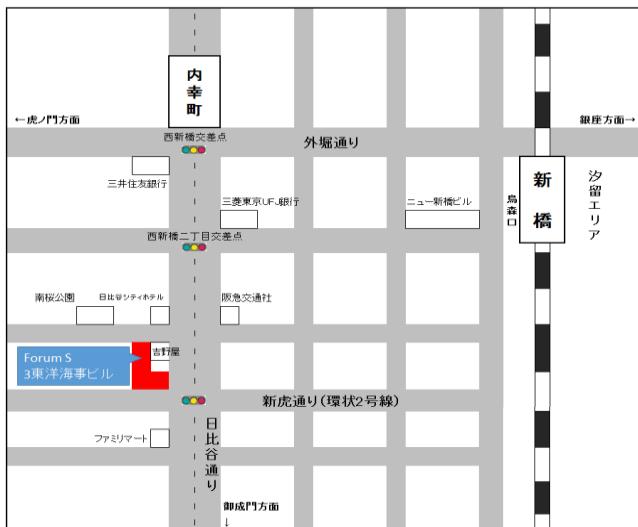 内幸町
←虎ノ門方面
銀座方面→
西新橋交差点
外堀通り
三井住友銀行
三菱東京UFJ銀行
ニュー新橋ビル
烏森口
新橋
汐留エリア
西新橋二丁目交差点
南桜公園
日比谷シティホテル
阪急交通社
吉野屋
Forum S
3東洋海事ビル
新虎通り(環状2号線)
ファミリマート
日比谷通り
御成門方面
↓